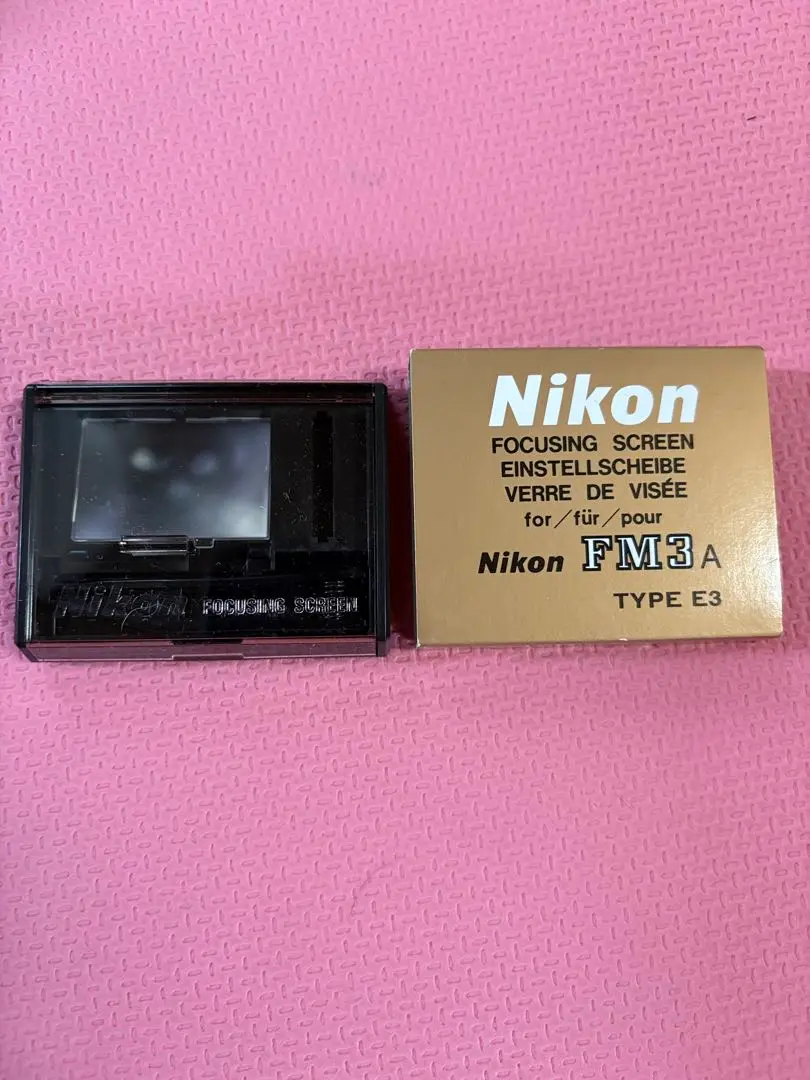 Nikon FOCUSING SCREEN
Nikon
FOCUSING SCREEN
EINSTELLSCHEIBE
VERRE DE VISÉE
for/für/pour
Nikon FM3A
TYPE E3